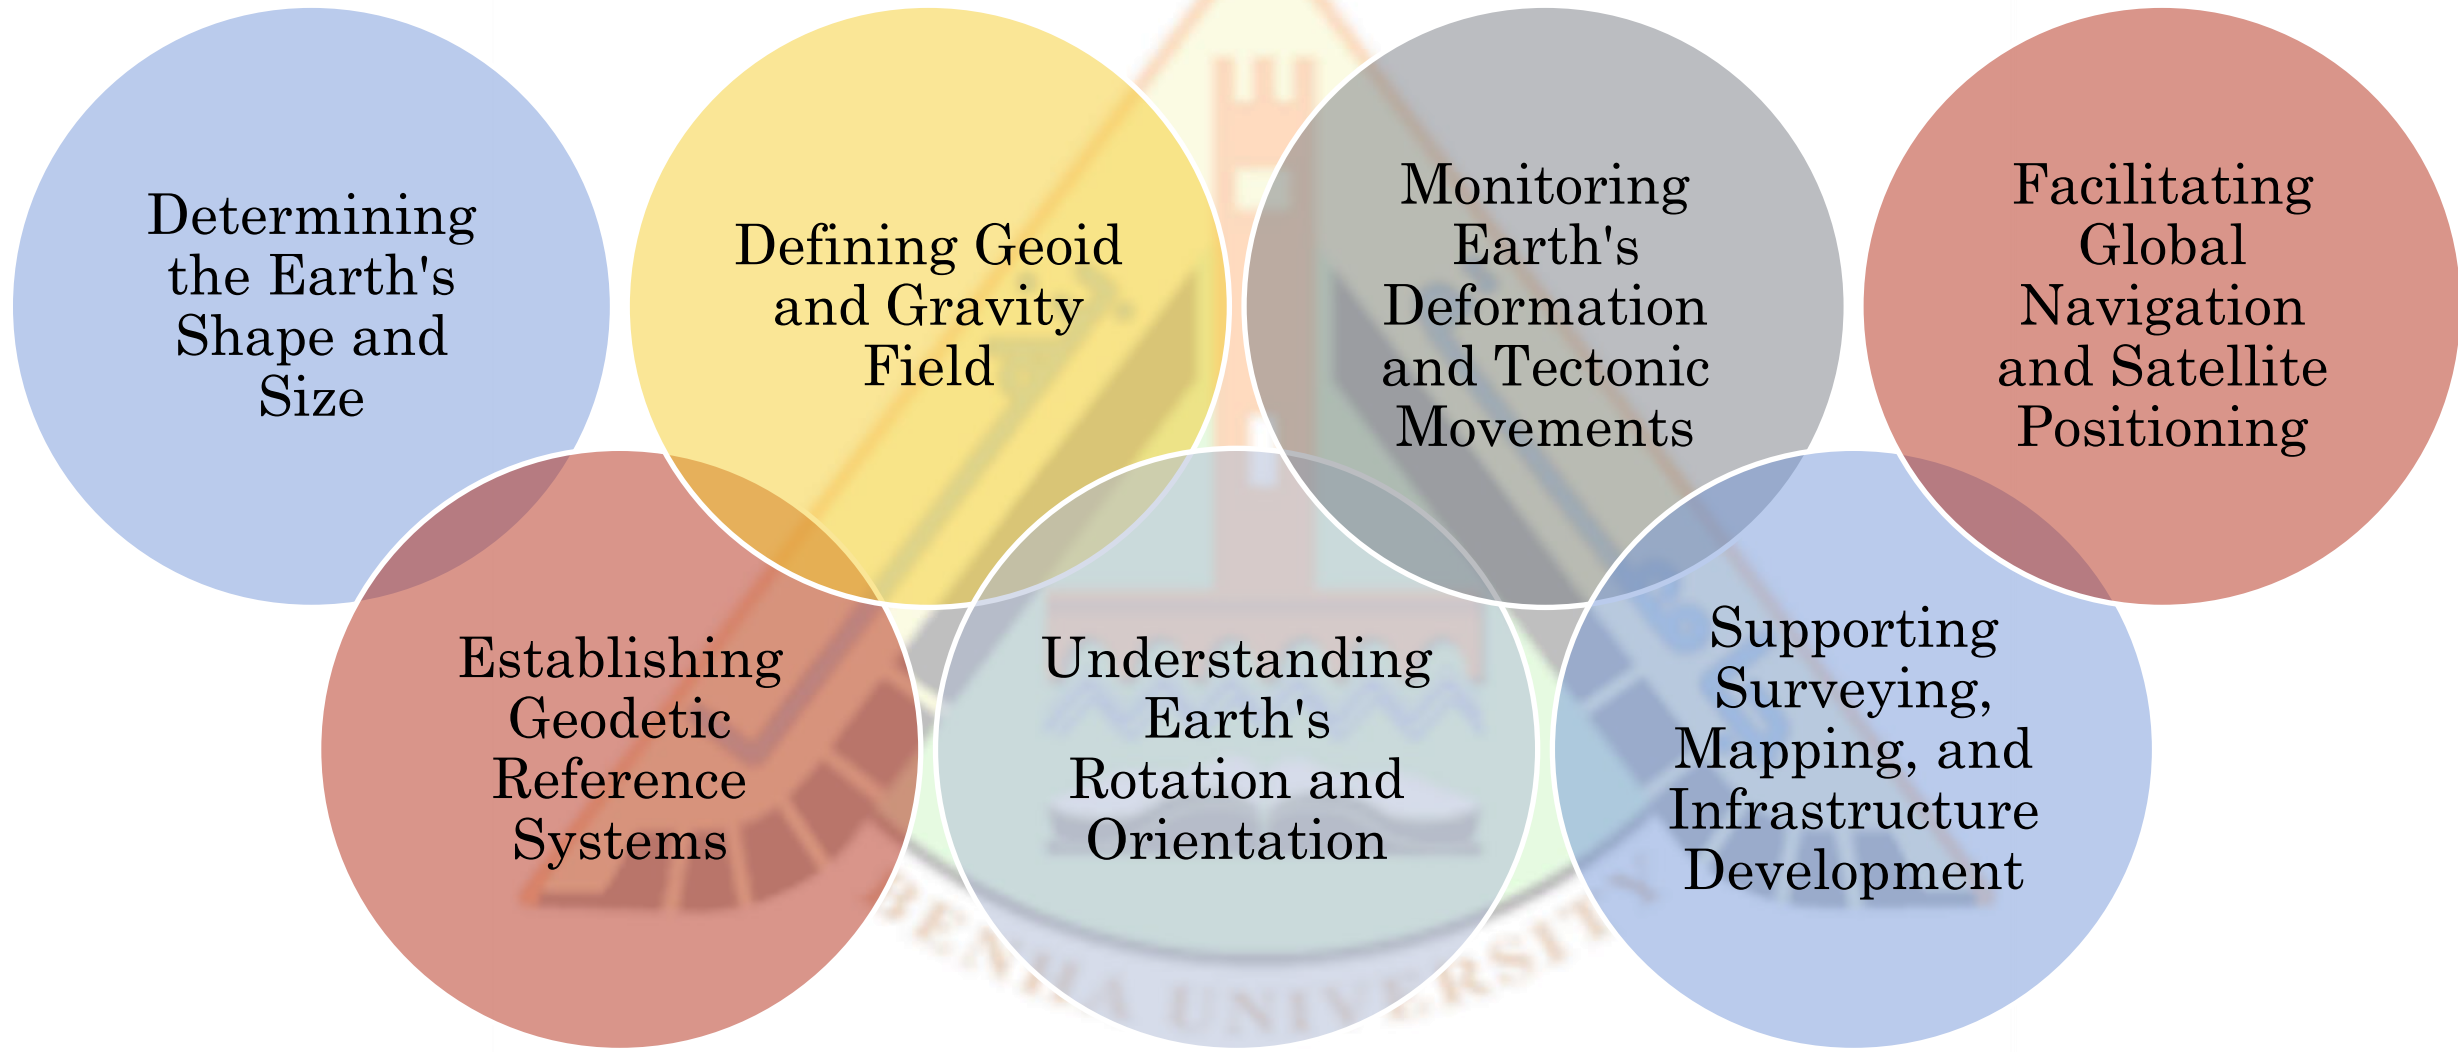 Determining
the Earth's
Shape and
Size
Establishing
Geodetic
Reference
Systems
Defining Geoid
and Gravity
Field
Understanding
Earth's
Rotation and
Orientation
Monitoring
Earth's
Deformation
and Tectonic
Movements
Supporting
Surveying,
Mapping, and
Infrastructure
Development
Facilitating
Global
Navigation
and Satellite
Positioning
BENHA UNIVERSITY